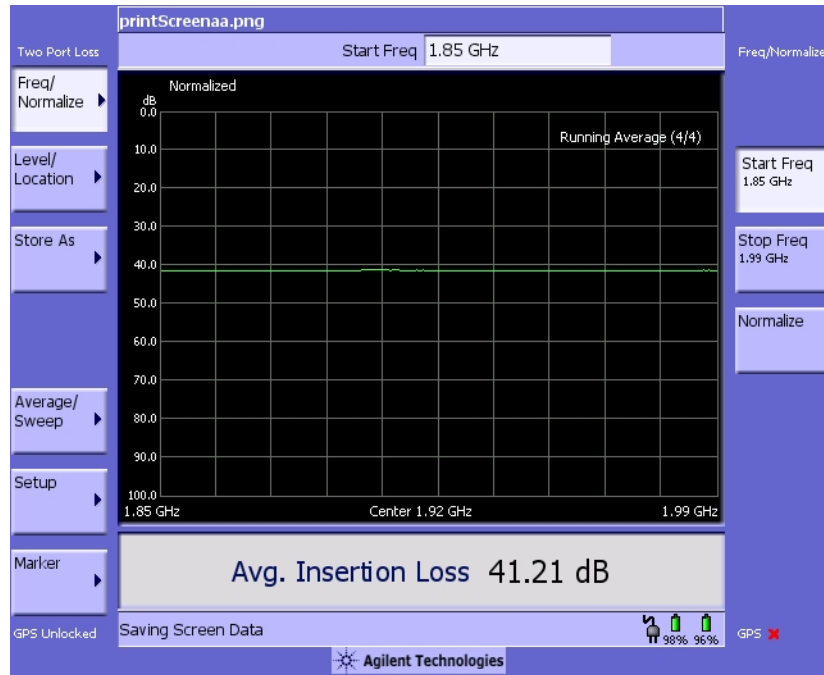 printScreenaa.png
Two Port Loss
Start Freq 1.85 GHz
Freq/Normalize
Freq/
Normalize
Normalized
dB
0.0
Running Average (4/4)
10.0
Level/
Location
Start Freq
1.85 GHz
20.0
30.0
Store As
Stop Freq
1.99 GHz
40.0
50.0
Normalize
60.0
70.0
Average/
Sweep
80.0
90.0
Setup
100.0
1.85 GHz Center 1.92 GHz 1.99 GHz
Marker
Avg. Insertion Loss 41.21 dB
GPS Unlocked
Saving Screen Data
98% 96%
GPS
Agilent Technologies